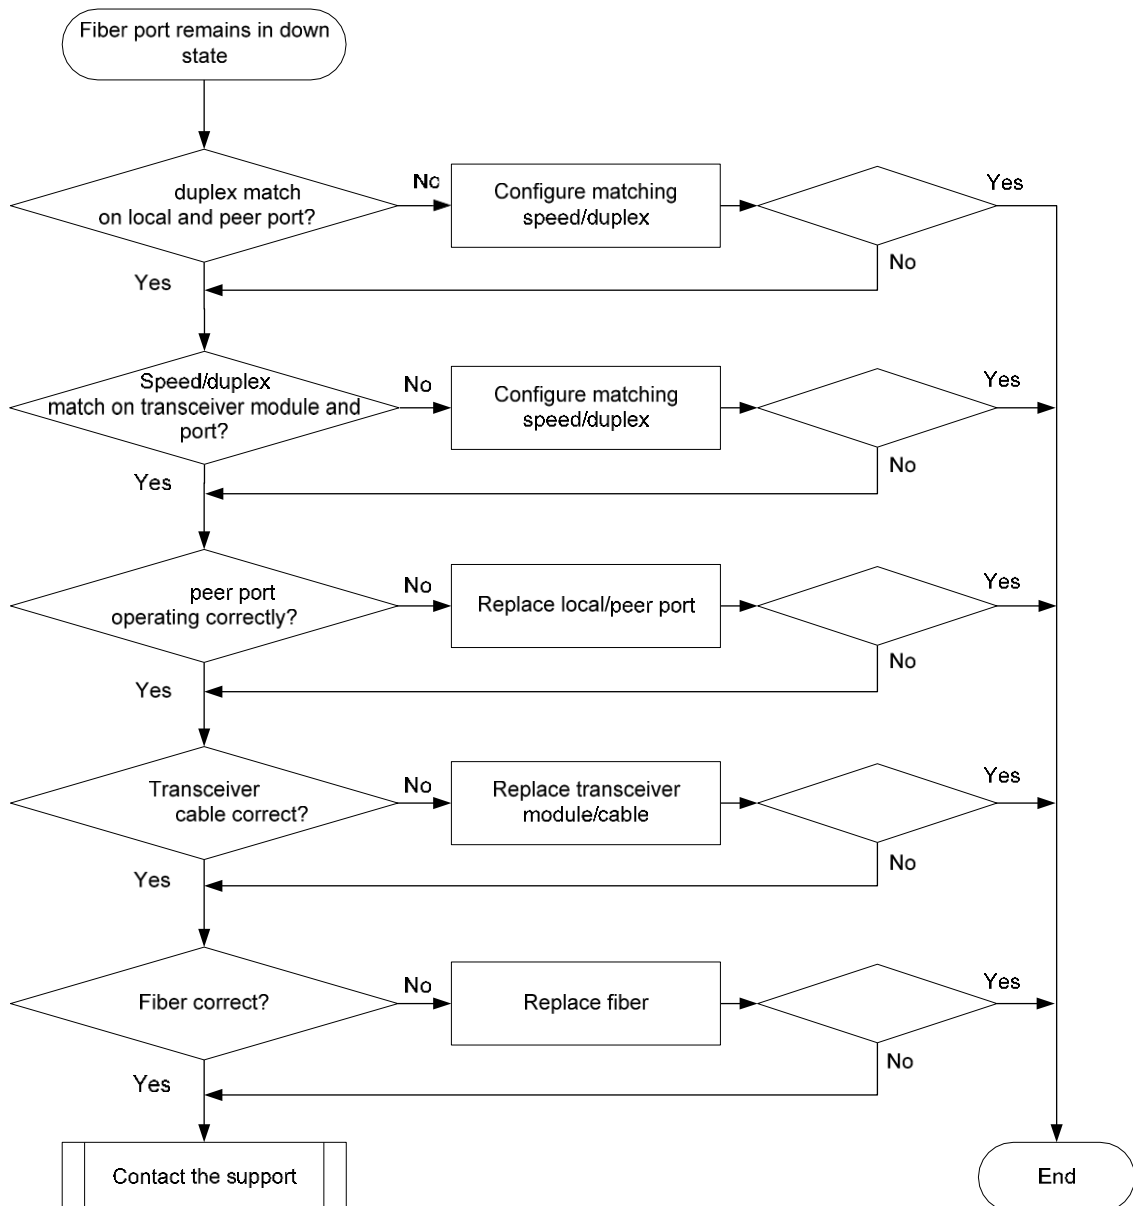 Fiber port remains in down
state
duplex match
on local and peer port?
No
Configure matching
speed/duplex
Yes
No
Yes
Speed/duplex
match on transceiver module and
port?
No
Configure matching
speed/duplex
Yes
No
Yes
peer port
operating correctly?
No
Replace local/peer port
Yes
No
Yes
Transceiver
cable correct?
No
Replace transceiver
module/cable
Yes
No
Yes
Fiber correct?
No
Replace fiber
Yes
No
Yes
Contact the support
End